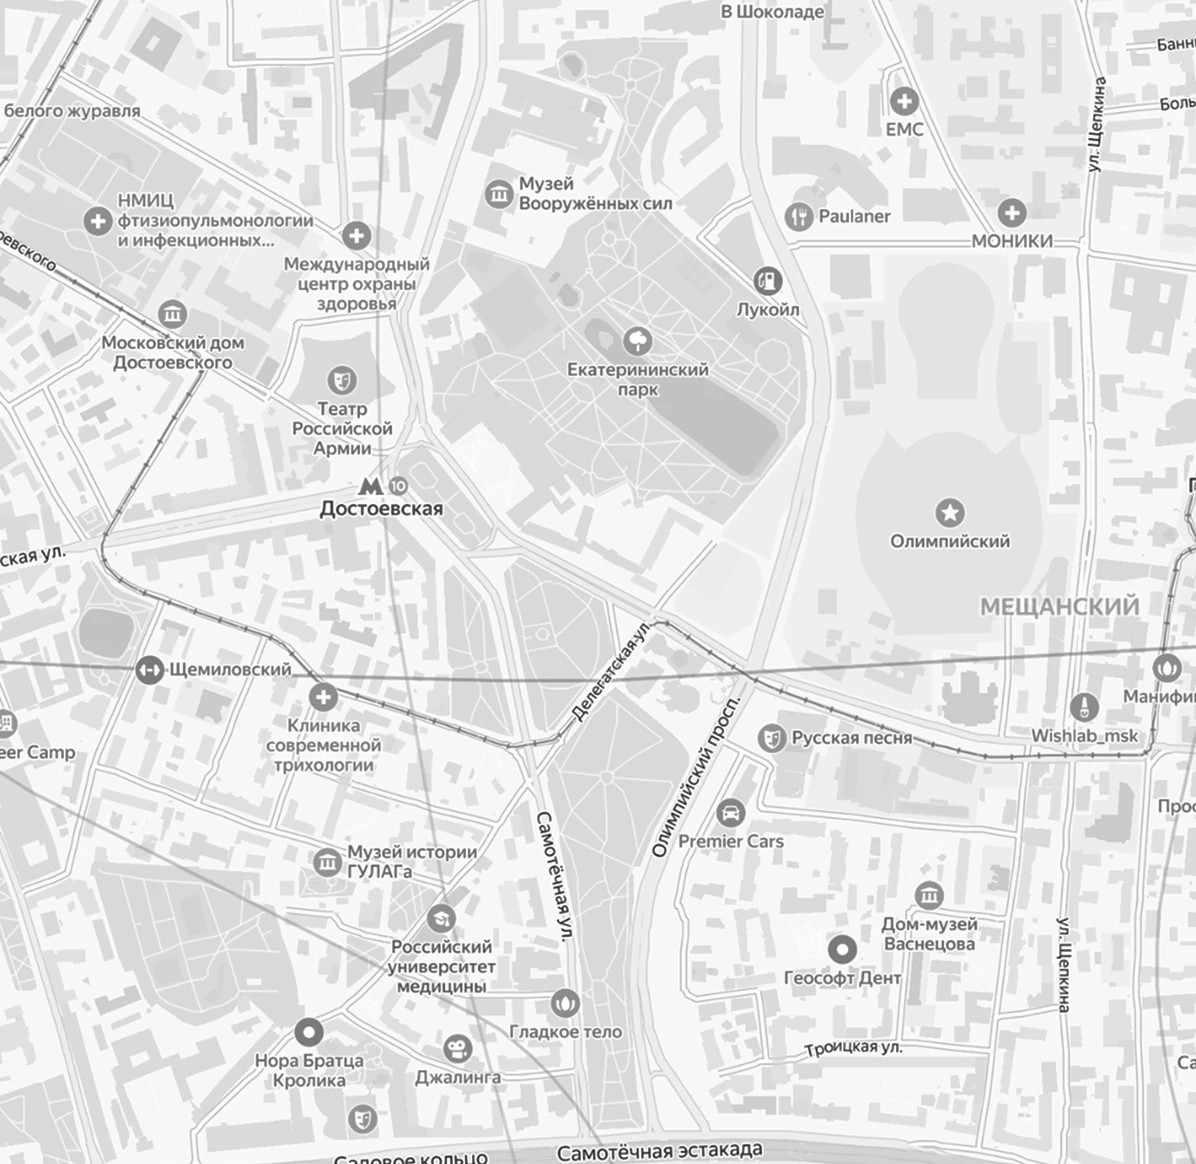 В Шоколаде
Банн
белого журавля
Боль
ул. Щепкина
ЕМС
НМИЦ
фтизиопульмонологии
и инфекционных...
Музей
Вооружённых сил
Paulaner
МОНИКИ
Международный
центр охраны
здоровья
Лукойл
Московский дом
Достоевского
Екатерининский
парк
Театр
Российской
Армии
10
Достоевская
Олимпийский
ская ул.
МЕЩАНСКИЙ
Щемиловский
Делегатская ул.
Манифи
Клиника
современной
трихологии
Олимпийский просп.
Русская песня
Wishlab_msk
eer Camp
Прос
Premier Cars
Самотёчная ул.
Музей истории
ГУЛАГа
Дом-музей
Васнецова
Российский
университет
медицины
Геософт Дент
ул. Щепкина
Гладкое тело
Нора Братца
Кролика
Джалинга
Троицкая ул.
Са
Самотёчная эстакада
Садовое кольцо